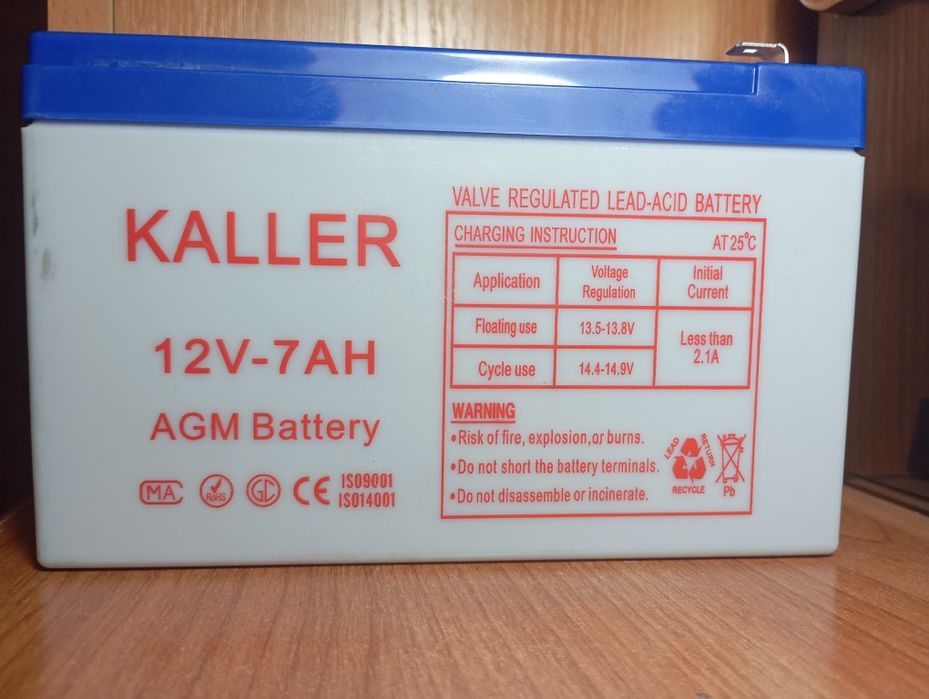 KALLER
12V-7AH
AGM Battery
MA
RoHS
GC
CE
ISO9001
ISO14001
VALVE REGULATED LEAD-ACID BATTERY
CHARGING INSTRUCTION AT 25°C
Application Voltage Regulation Initial Current
Floating use 13.5-13.8V Less than 2.1A
Cycle use 14.4-14.9V
WARNING
•Risk of fire, explosion,or burns.
•Do not short the battery terminals.
•Do not disassemble or incinerate.
LEAD RETURN
RECYCLE
Pb